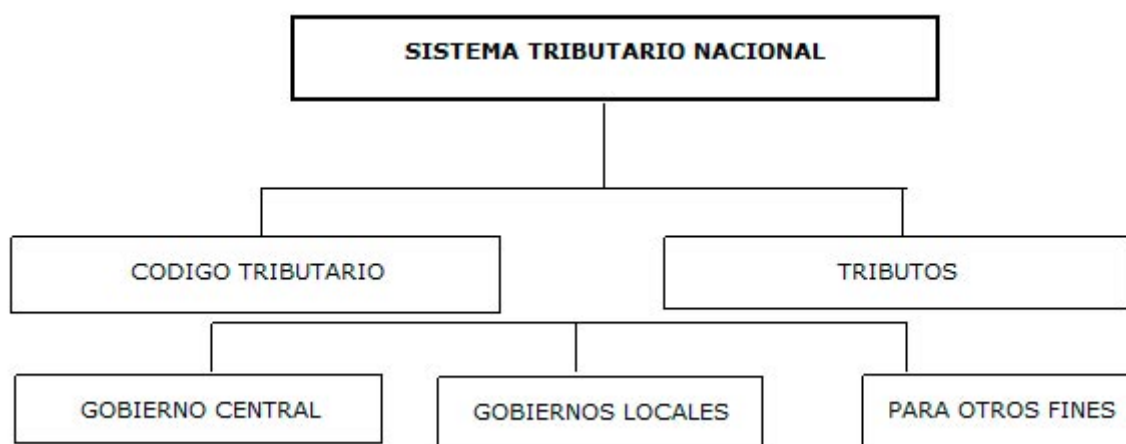 SISTEMA TRIBUTARIO NACIONAL
CODIGO TRIBUTARIO
TRIBUTOS
GOBIERNO CENTRAL
GOBIERNOS LOCALES
PARA OTROS FINES